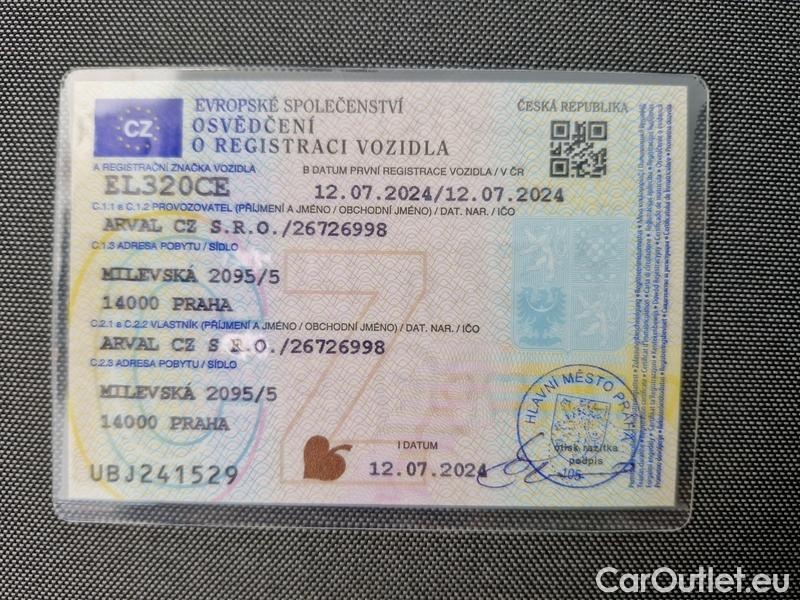 EVROPSKÉ SPOLEČENSTVÍ
ČESKÁ REPUBLIKA
CZ
OSVĚDČENÍ
O REGISTRACI VOZIDLA
A REGISTRAČNÍ ZNAČKA VOZIDLA
B DATUM PRVNÍ REGISTRACE VOZIDLA / V ČR
EL320CE
12.07.2024/12.07.2024
C.1.1 a C.1.2 PROVOZOVATEL (PŘÍJMENÍ A JMÉNO / OBCHODNÍ JMÉNO) / DAT. NAR. / IČO
ARVAL CZ S.R.O./26726998
C.1.3 ADRESA POBYTU / SÍDLO
MILEVSKÁ 2095/5
14000 PRAHA
C.2.1 a C.2.2 VLASTNÍK (PŘÍJMENÍ A JMÉNO / OBCHODNÍ JMÉNO) / DAT. NAR. / IČO
ARVAL CZ S.R.O./26726998
C.2.3 ADRESA POBYTU / SÍDLO
MILEVSKÁ 2095/5
14000 PRAHA
HLAVNÍ MĚSTO PRAHA
otisk razítka
podpis
105
I DATUM
12.07.2024
UBJ241529
CarOutlet.eu